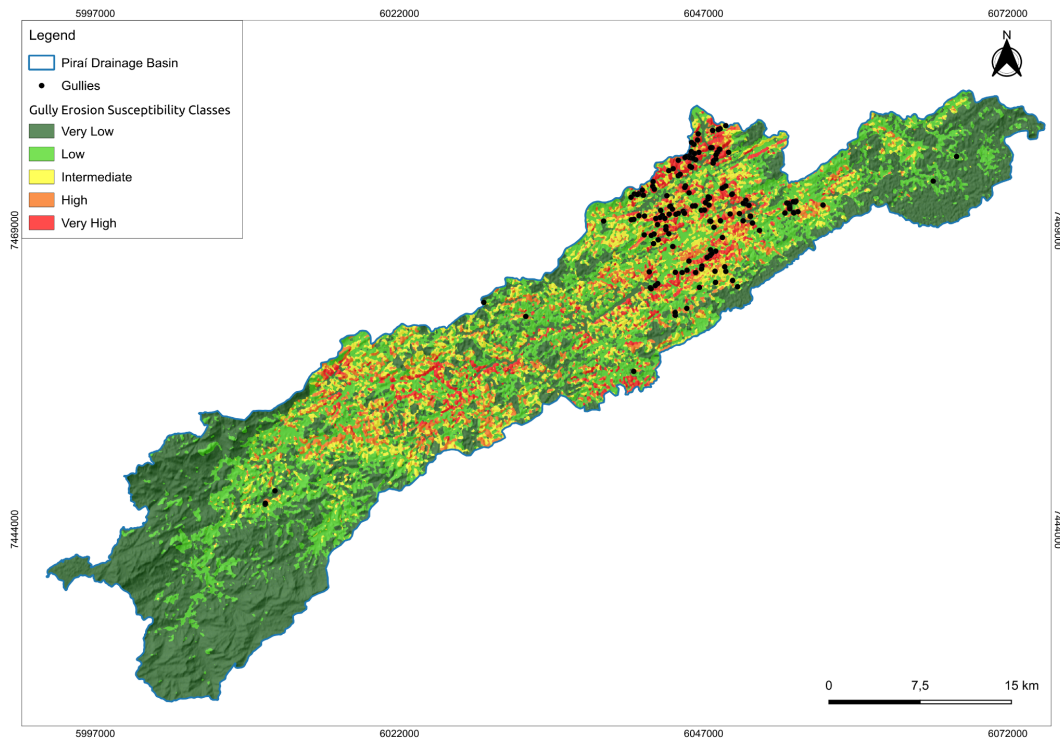 5997000 6022000 6047000 6072000
Legend
Piraí Drainage Basin
Gullies
Gully Erosion Susceptibility Classes
Very Low
Low
Intermediate
High
Very High
N
7469000
7469000
7444000
7444000
0 7,5 15 km
5997000 6022000 6047000 6072000